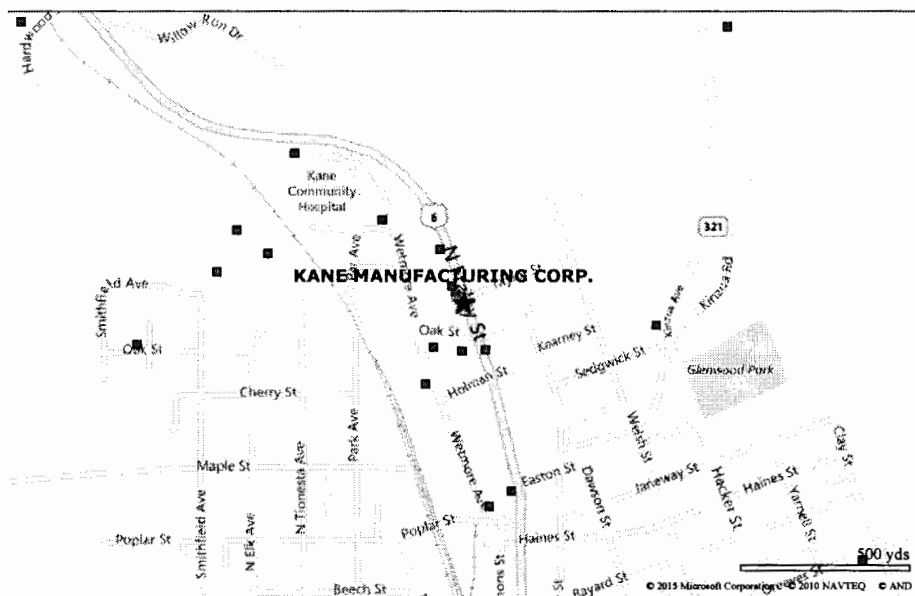 Willow Run Dr
Kane
Community
Hospital
6
321
KANE MANUFACTURING CORP.
Wetmore Ave
Kinzua Rd
Kinzua Ave
Smithfield Ave
Oak St
Oak St
Kearney St
Sedgwick St
Glenwood Park
Holman St
Cherry St
Park Ave
Welsh St
Clay St
Maple St
Wetmore Ave
Easton St
Dawson St
Janeway St
Haines St
Hacker St
Yarnell St
Smithfield Ave
N Elk Ave
N Tionesta Ave
Poplar St
Poplar St
Haines St
500 yds
Beech St
Bayard St
© 2015 Microsoft Corporation © 2010 NAVTEQ © AND